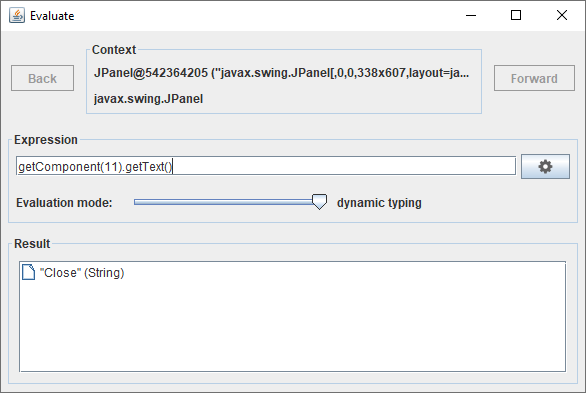 Evaluate
Context
Back
JPanel@542364205 ("javax.swing.JPanel[,0,0,338x607,layout=ja...
javax.swing.JPanel
Forward
Expression
getComponent(11).getText()
Evaluation mode:
dynamic typing
Result
"Close" (String)